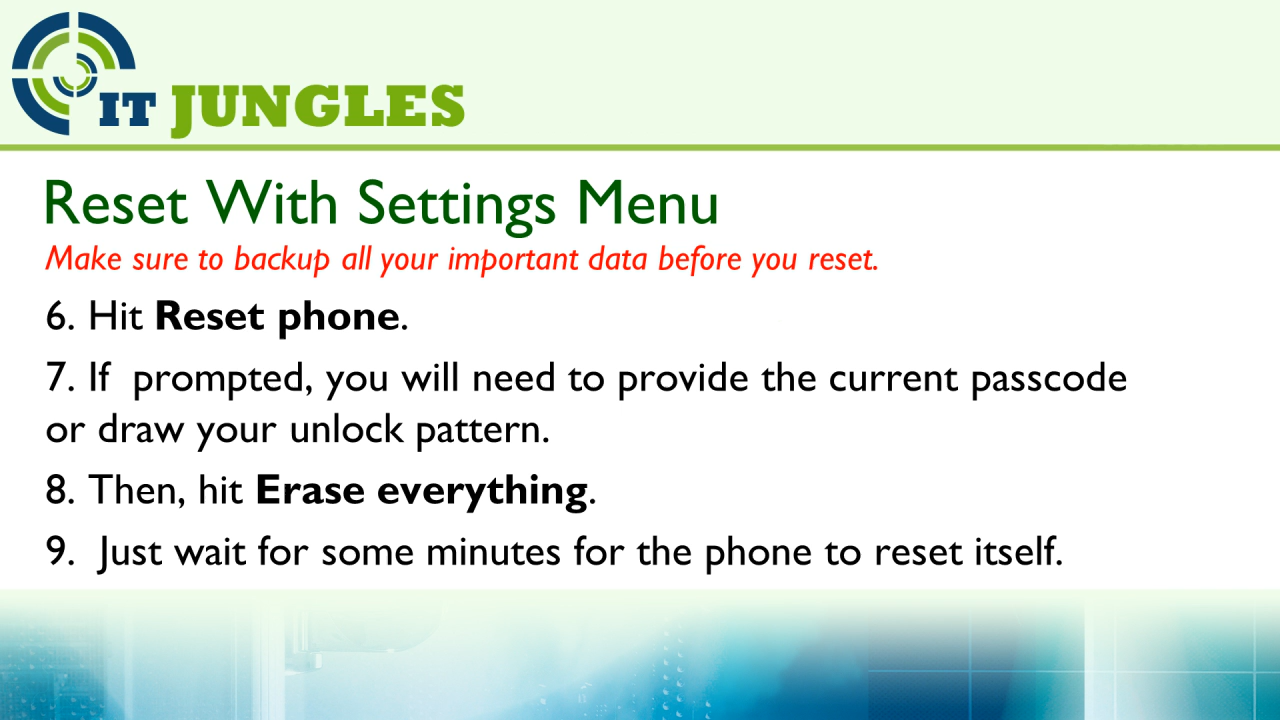 IT JUNGLES
Reset With Settings Menu
Make sure to backup all your important data before you reset.
6. Hit Reset phone.
7. If  prompted, you will need to provide the current passcode
or draw your unlock pattern.
8. Then, hit Erase everything.
9.  Just wait for some minutes for the phone to reset itself.